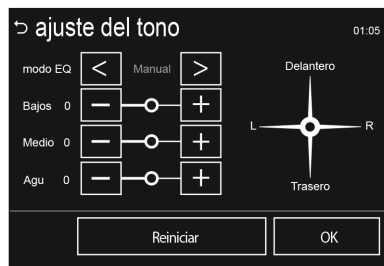 ajuste del tono 01:05
modo EQ < Manual >
Delantero
Bajos 0 − +
L R
Medio 0 − +
Agu 0 − +
Trasero
Reiniciar OK